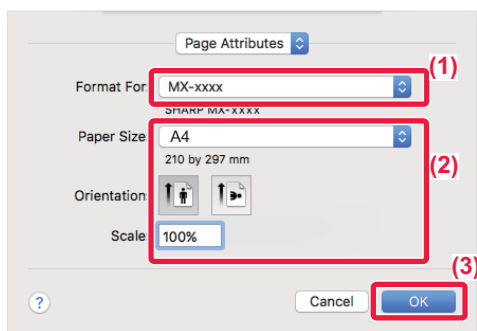 Page Attributes
(1)
Format For: MX-xxxx
SHARP MX-xxxx
Paper Size: A4
210 by 297 mm
(2)
Orientation:
Scale: 100%
(3)
? Cancel OK